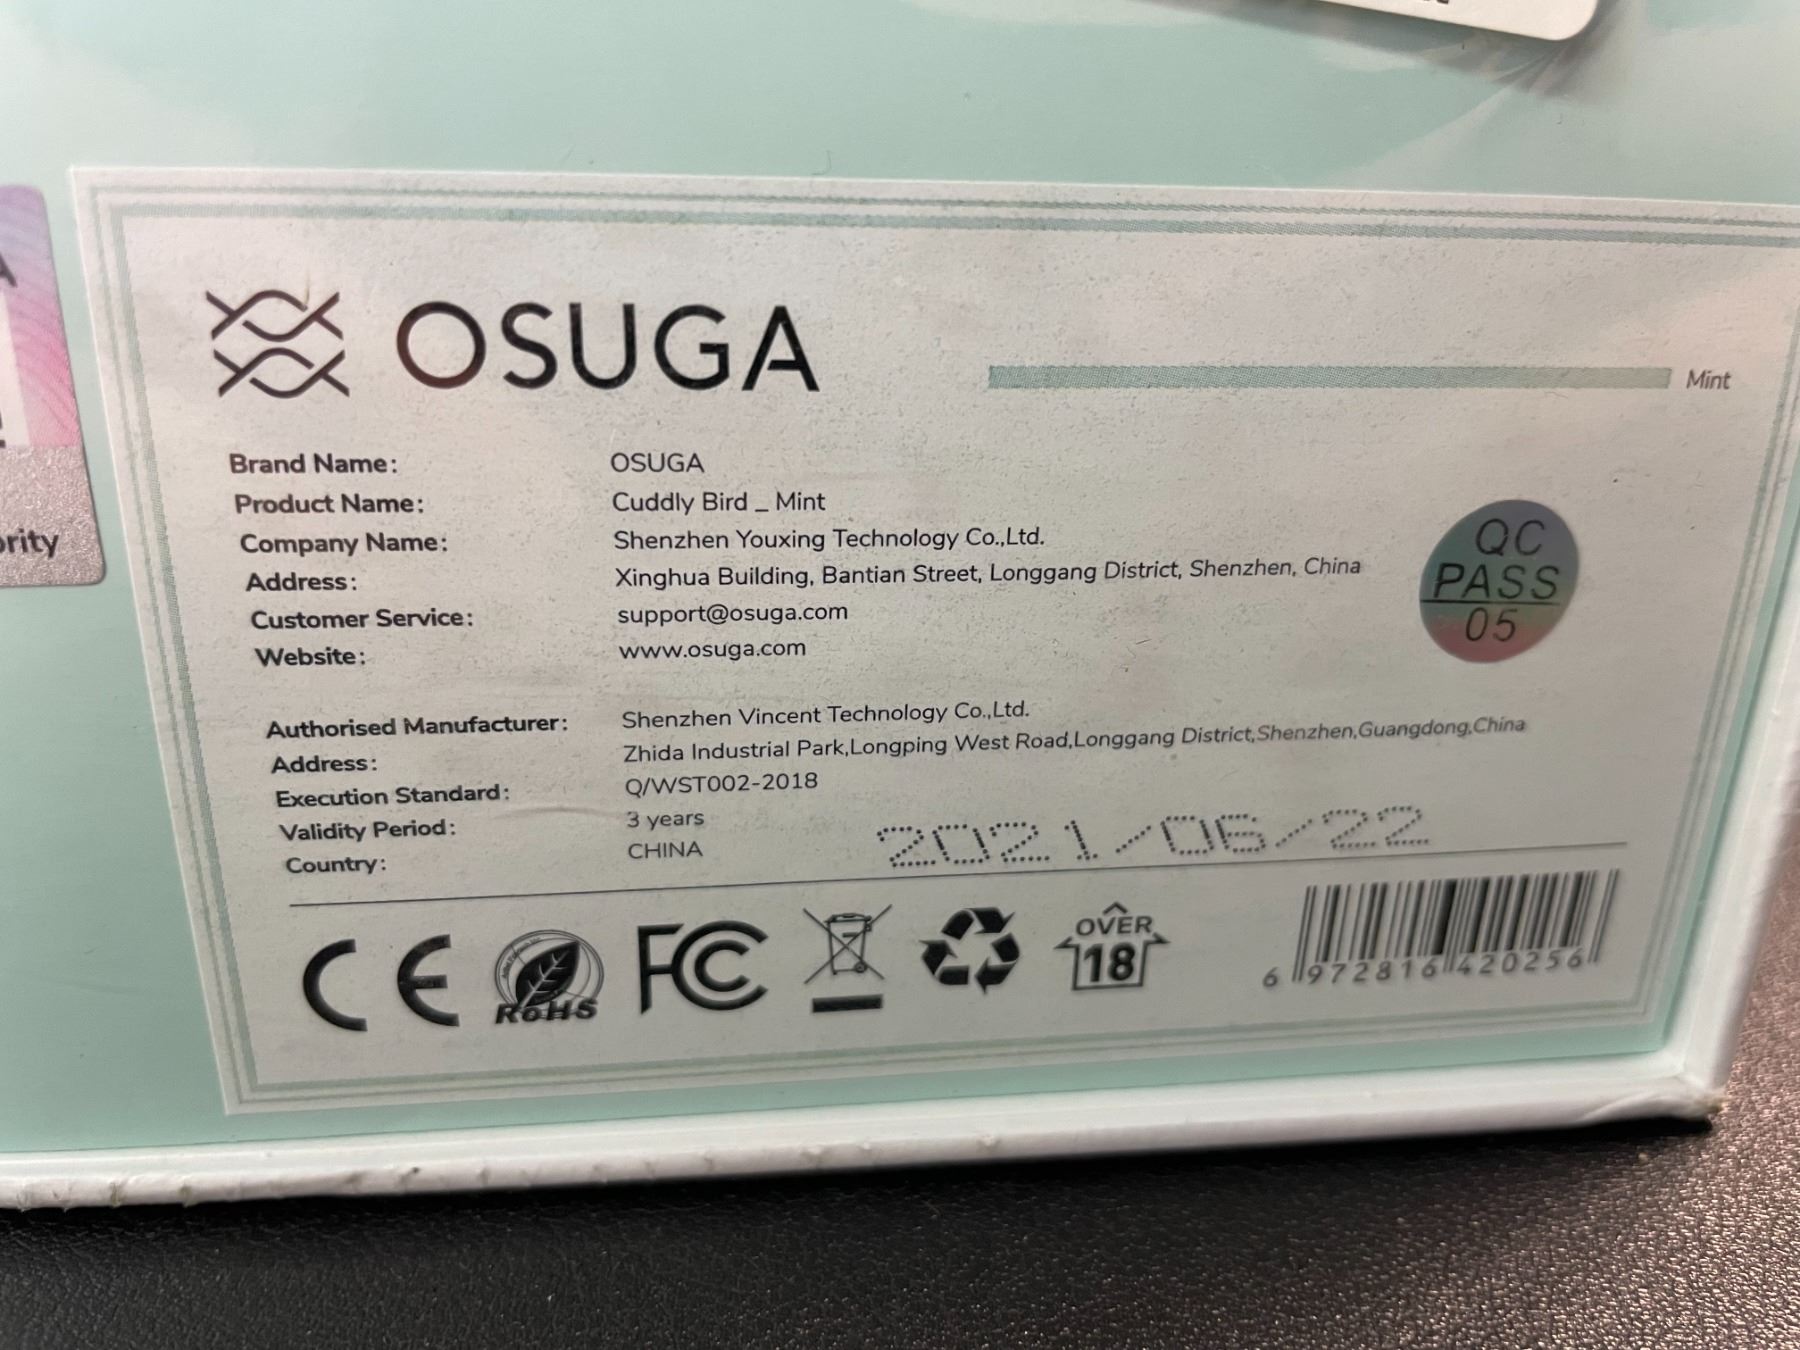 OSUGA
Mint
Brand Name: OSUGA
Product Name: Cuddly Bird _ Mint
Company Name: Shenzhen Youxing Technology Co.,Ltd.
Address: Xinghua Building, Bantian Street, Longgang District, Shenzhen, China
Customer Service: support@osuga.com
Website: www.osuga.com
QC
PASS
05
Authorised Manufacturer: Shenzhen Vincent Technology Co.,Ltd.
Address: Zhida Industrial Park,Longping West Road,Longgang District,Shenzhen,Guangdong,China
Execution Standard: Q/WST002-2018
Validity Period: 3 years
Country: CHINA
2021/06/22
CE
RoHS
FC
OVER
18
6 972816 420256